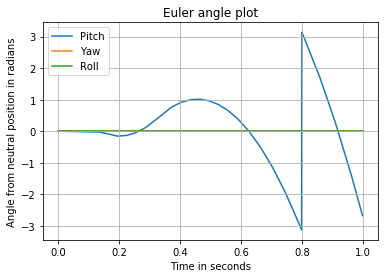 Euler angle plot
Pitch
Yaw
Roll
Angle from neutral position in radians
3
2
1
0
−1
−2
−3
0.0 0.2 0.4 0.6 0.8 1.0
Time in seconds